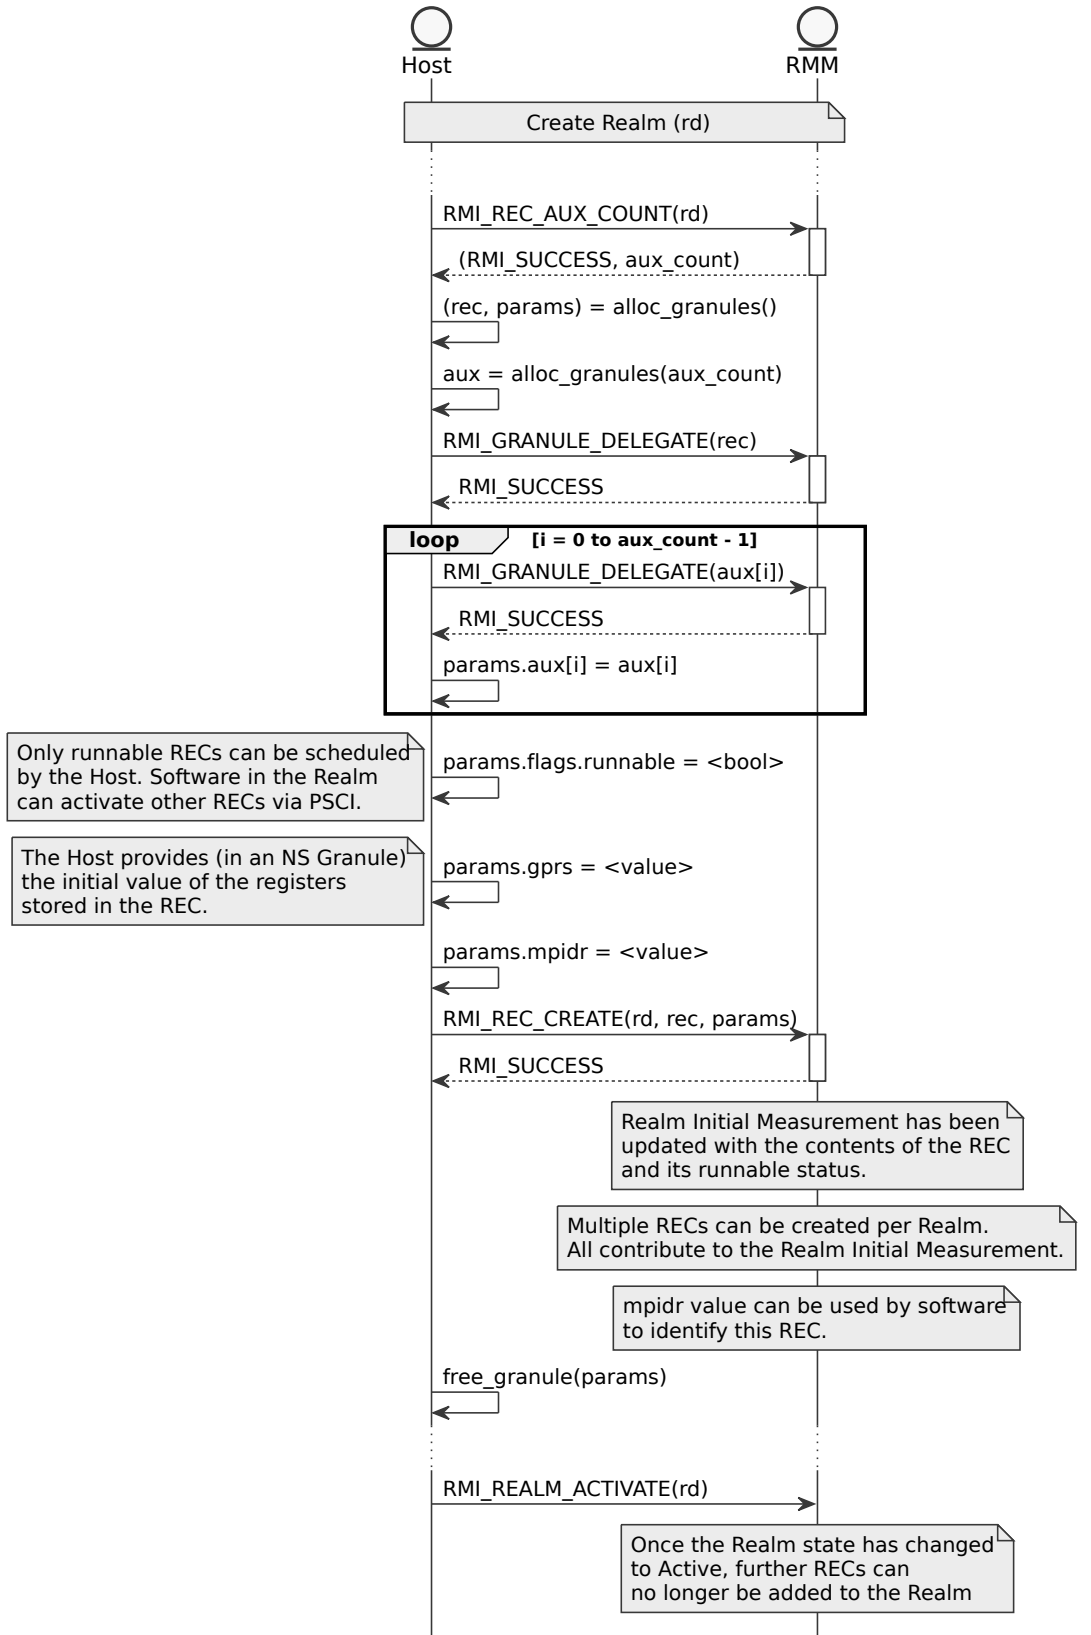 Host
RMM
Create Realm (rd)
RMI_REC_AUX_COUNT(rd)
(RMI_SUCCESS, aux_count)
(rec, params) = alloc_granules()
aux = alloc_granules(aux_count)
RMI_GRANULE_DELEGATE(rec)
RMI_SUCCESS
loop [i = 0 to aux_count - 1]
RMI_GRANULE_DELEGATE(aux[i])
RMI_SUCCESS
params.aux[i] = aux[i]
Only runnable RECs can be scheduled
by the Host. Software in the Realm
can activate other RECs via PSCI.
params.flags.runnable = <bool>
The Host provides (in an NS Granule)
the initial value of the registers
stored in the REC.
params.gprs = <value>
params.mpidr = <value>
RMI_REC_CREATE(rd, rec, params)
RMI_SUCCESS
Realm Initial Measurement has been
updated with the contents of the REC
and its runnable status.
Multiple RECs can be created per Realm.
All contribute to the Realm Initial Measurement.
mpidr value can be used by software
to identify this REC.
free_granule(params)
RMI_REALM_ACTIVATE(rd)
Once the Realm state has changed
to Active, further RECs can
no longer be added to the Realm